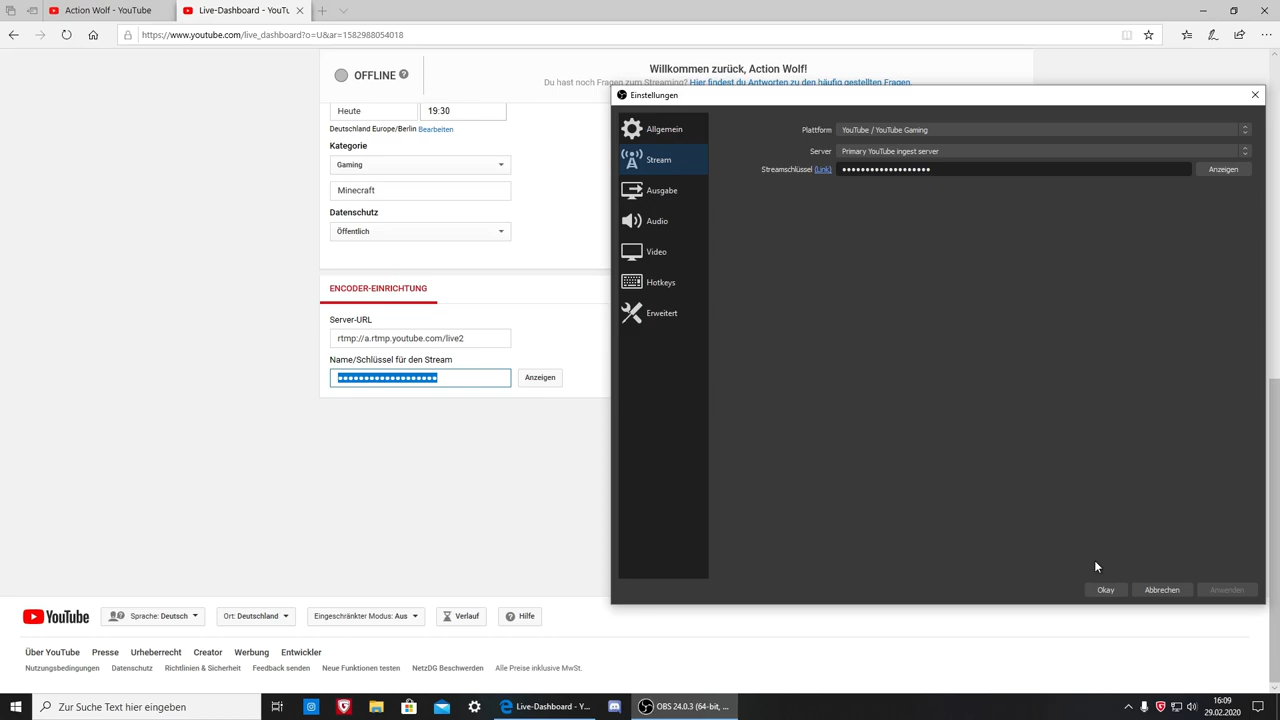 Action Wolf - YouTube
Live-Dashboard - YouT
https://www.youtube.com/live_dashboard?o=U&ar=1582988054018
OFFLINE
Willkommen zurück, Action Wolf!
Du hast noch Fragen zum Streaming? Hier findest du Antworten zu den häufig gestellten Fragen.
Heute
19:30
Deutschland Europe/Berlin Bearbeiten
Kategorie
Gaming
Minecraft
Datenschutz
Öffentlich
ENCODER-EINRICHTUNG
Server-URL
rtmp://a.rtmp.youtube.com/live2
Name/Schlüssel für den Stream
•••••••••••••••••••
Anzeigen
Einstellungen
Allgemein
Stream
Ausgabe
Audio
Video
Hotkeys
Erweitert
Plattform
YouTube / YouTube Gaming
Server
Primary YouTube ingest server
Streamschlüssel (Link)
•••••••••••••••••••
Anzeigen
Okay
Abbrechen
Anwenden
YouTube
Sprache: Deutsch
Ort: Deutschland
Eingeschränkter Modus: Aus
Verlauf
Hilfe
Über YouTube Presse Urheberrecht Creator Werbung Entwickler
Nutzungsbedingungen Datenschutz Richtlinien & Sicherheit Feedback senden Neue Funktionen testen NetzDG Beschwerden Alle Preise inklusive MwSt.
Zur Suche Text hier eingeben
Live-Dashboard – Y...
OBS 24.0.3 (64-bit, ...
16:09
29.02.2020